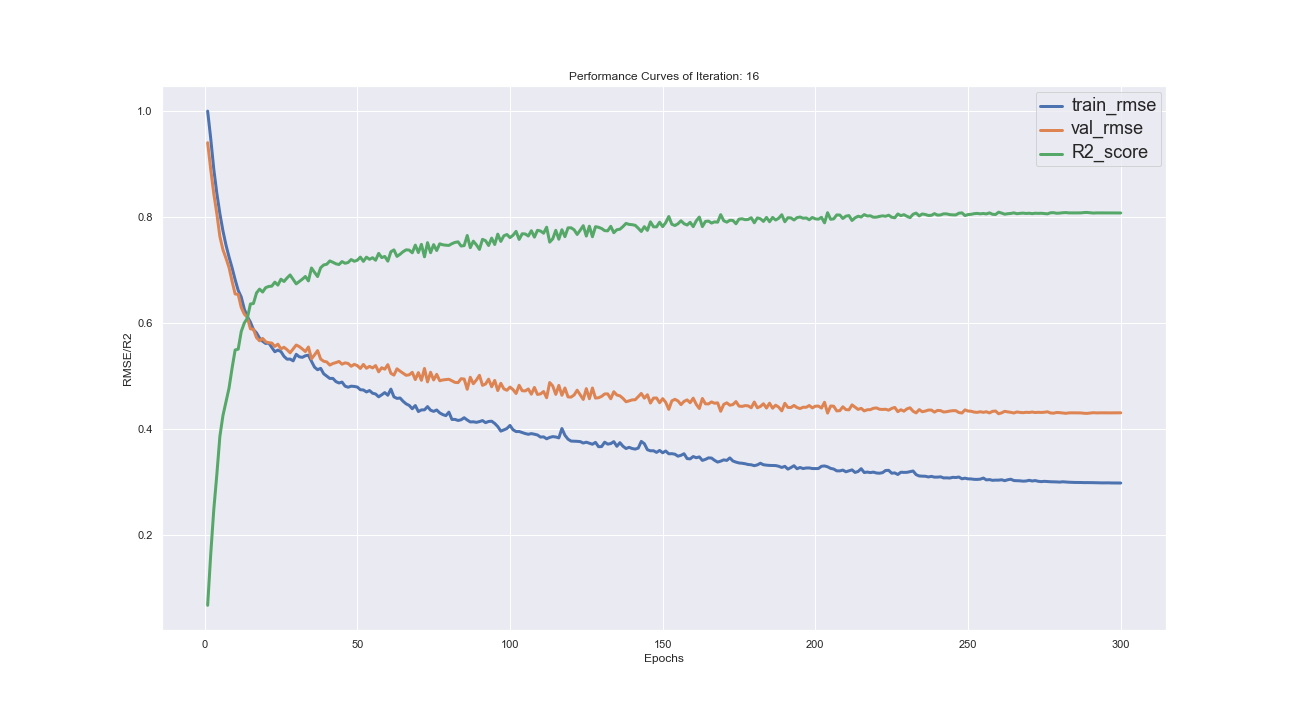 Performance Curves of Iteration: 16
train_rmse
val_rmse
R2_score
RMSE/R2
1.0
0.8
0.6
0.4
0.2
0 50 100 150 200 250 300
Epochs